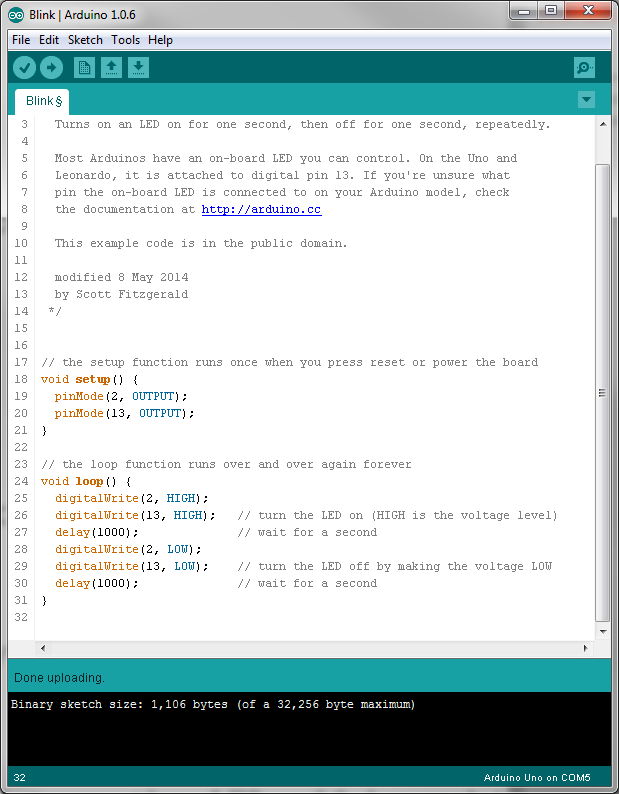 Blink | Arduino 1.0.6
File Edit Sketch Tools Help
Blink §
3 Turns on an LED on for one second, then off for one second, repeatedly.
4
5 Most Arduinos have an on-board LED you can control. On the Uno and
6 Leonardo, it is attached to digital pin 13. If you're unsure what
7 pin the on-board LED is connected to on your Arduino model, check
8 the documentation at http://arduino.cc
9
10 This example code is in the public domain.
11
12 modified 8 May 2014
13 by Scott Fitzgerald
14 */
15
16
17 // the setup function runs once when you press reset or power the board
18 void setup() {
19 pinMode(2, OUTPUT);
20 pinMode(13, OUTPUT);
21 }
22
23 // the loop function runs over and over again forever
24 void loop() {
25 digitalWrite(2, HIGH);
26 digitalWrite(13, HIGH); // turn the LED on (HIGH is the voltage level)
27 delay(1000); // wait for a second
28 digitalWrite(2, LOW);
29 digitalWrite(13, LOW); // turn the LED off by making the voltage LOW
30 delay(1000); // wait for a second
31 }
32
Done uploading.
Binary sketch size: 1,106 bytes (of a 32,256 byte maximum)
32 Arduino Uno on COM5